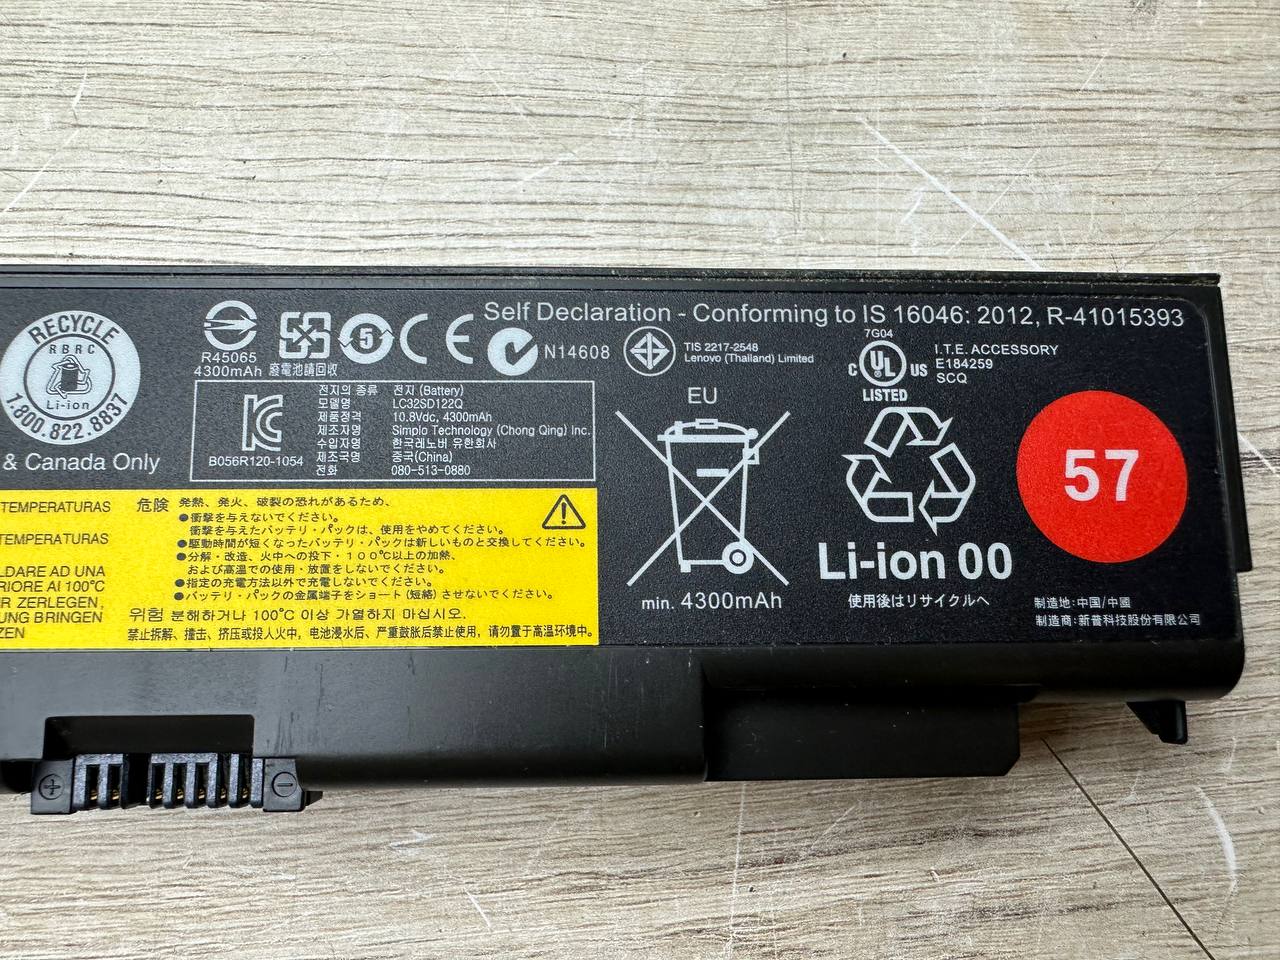 RECYCLE
RBRC
Li-ion
1.800.822.8837
& Canada Only
R45065
4300mAh
廢電池請回收
5
CE
N14608
Self Declaration - Conforming to IS 16046: 2012, R-41015393
TIS 2217-2548
Lenovo (Thailand) Limited
7G04
C UL US
LISTED
I.T.E. ACCESSORY
E184259
SCQ
B056R120-1054
전지의 종류 전지 (Battery)
모델명 LC32SD122Q
제품정격 10.8Vdc, 4300mAh
제조자명 Simplo Technology (Chong Qing) Inc.
수입자명 한국레노버 유한회사
제조국명 중국(China)
전화 080-513-0880
EU
min. 4300mAh
Li-ion 00
使用後はリサイクルへ
57
制造地:中国/中國
制造商:新普科技股份有限公司
TEMPERATURAS
TEMPERATURAS
LDARE AD UNA
RIORE AI 100°C
R ZERLEGEN,
UNG BRINGEN
ZEN
危険 発熱、発火、破裂の恐れがあるため、
●衝撃を与えないでください。
衝撃を与えたバッテリ・パックは、使用をやめてください。
●駆動時間が短くなったバッテリ・パックは新しいものと交換してください。
●分解・改造、火中への投下・100℃以上の加熱、
および高温での使用・放置をしないでください。
●指定の充電方法以外で充電しないでください。
●バッテリ・パックの金属端子をショート(短絡)させないでください。
위험 분해하거나 100°C 이상 가열하지 마십시오.
禁止拆解、撞击、挤压或投入火中，电池浸水后、严重鼓胀后禁止使用，请勿置于高温环境中。